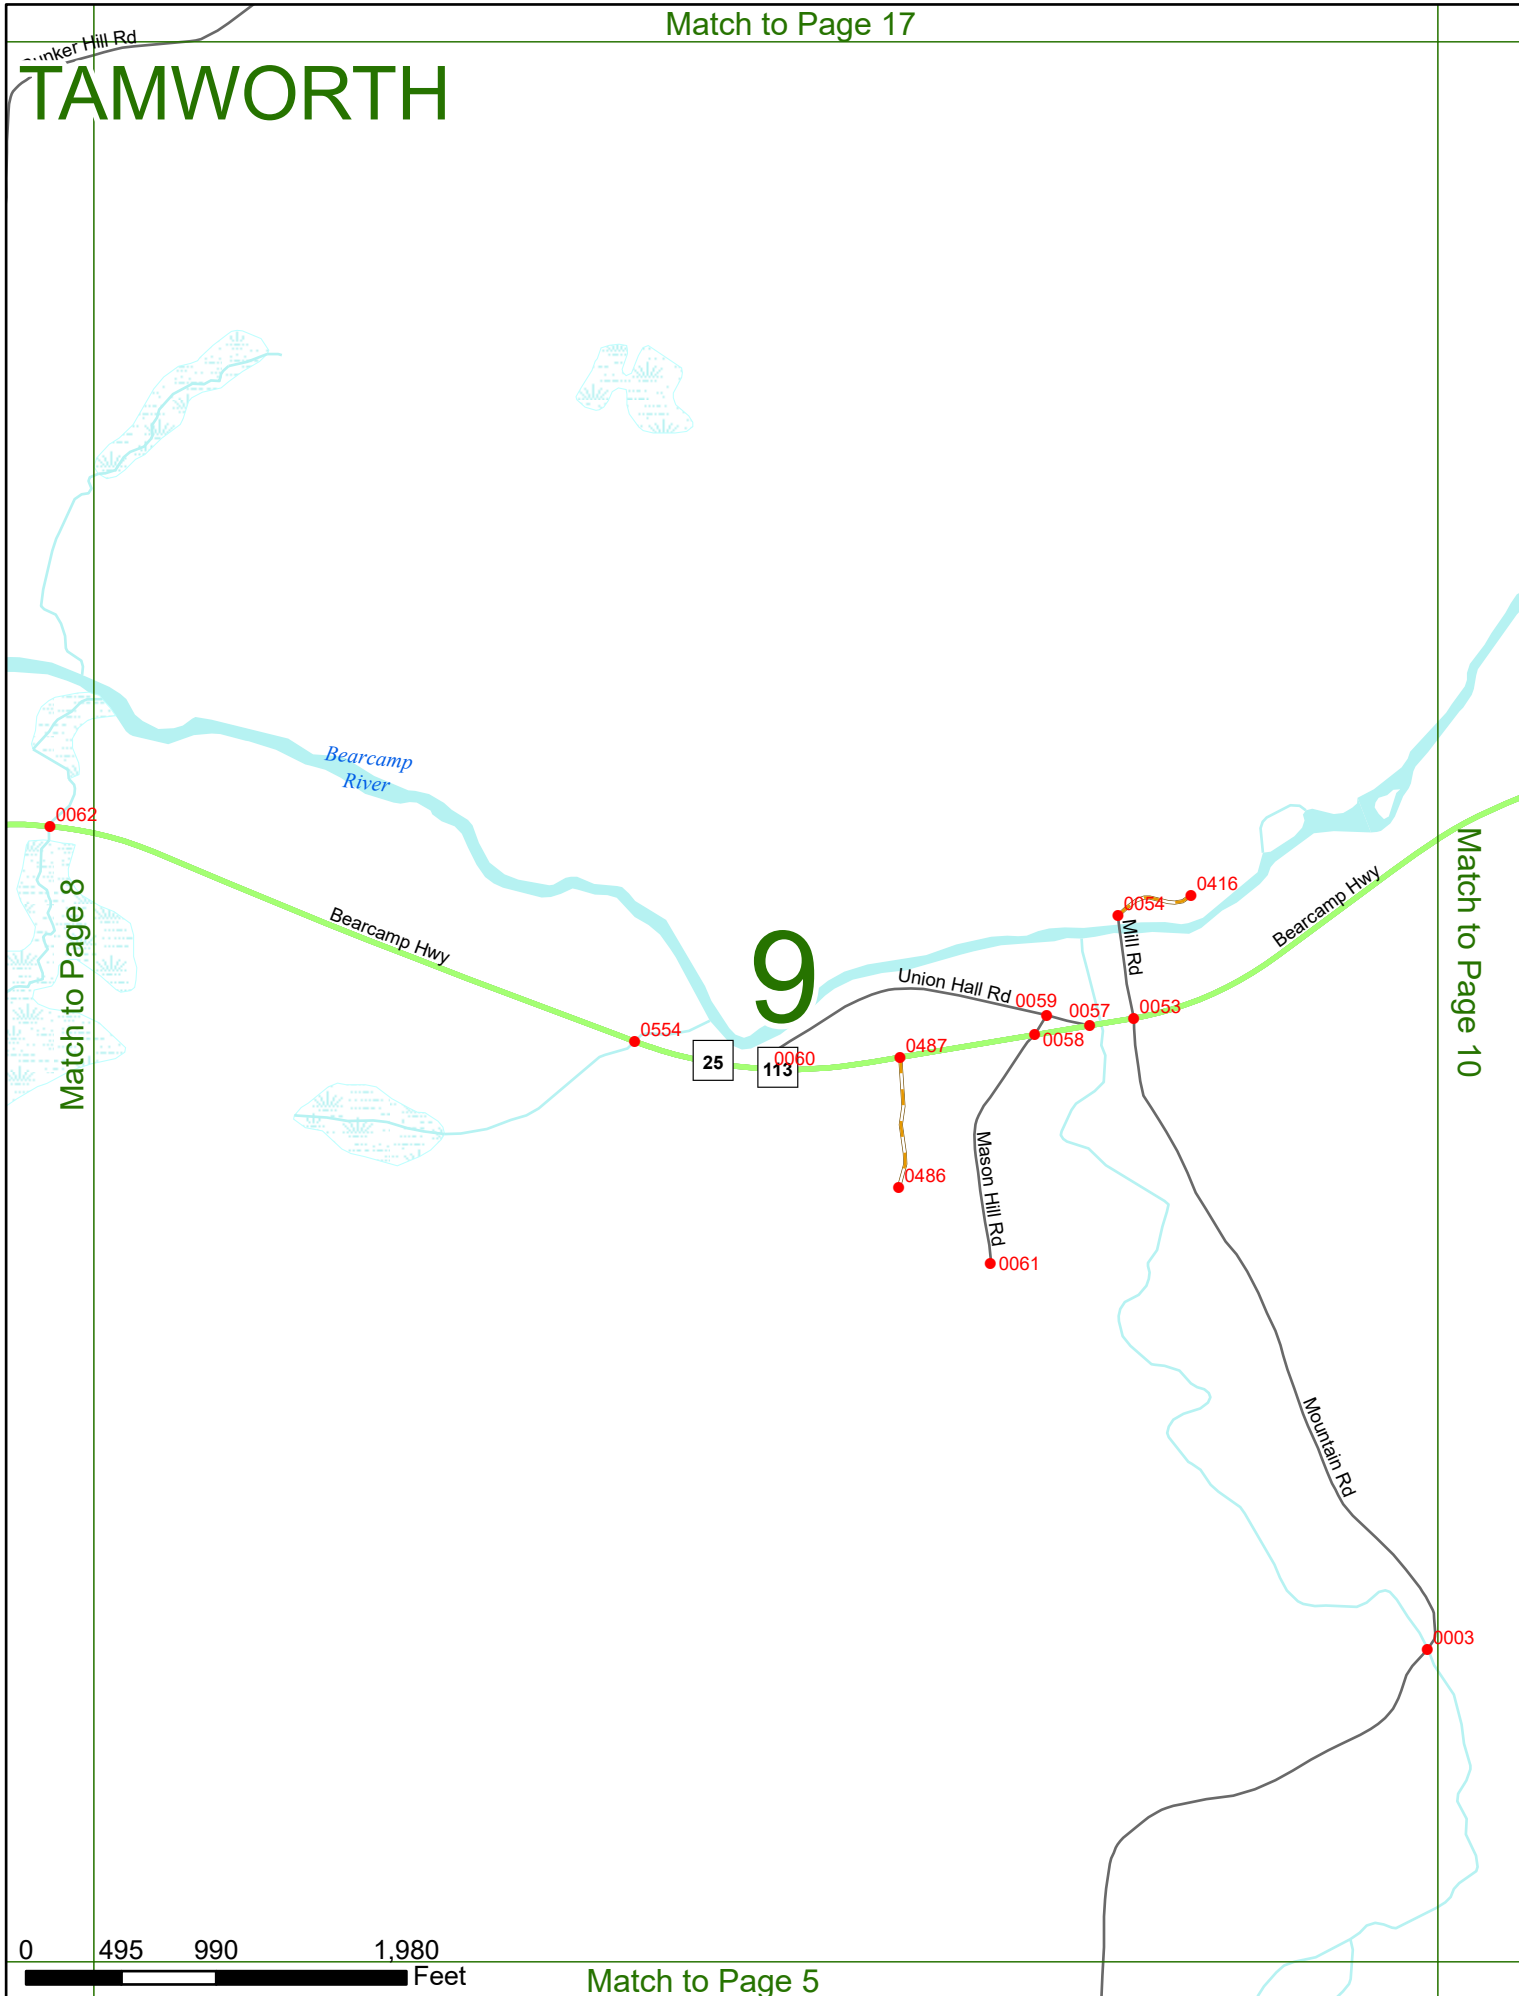 Match to Page 17
Hill Rd
TAMWORTH
Bearcamp
River
0062
Match to Page 8
Bearcamp Hwy
0554
25
113
0060
9
Union Hall Rd
0059
0057
0053
0058
0487
0486
0054
0416
Mill Rd
Bearcamp Hwy
Match to Page 10
Mason Hill Rd
0061
Mountain Rd
0003
0 495 990 1,980
Feet
Match to Page 5